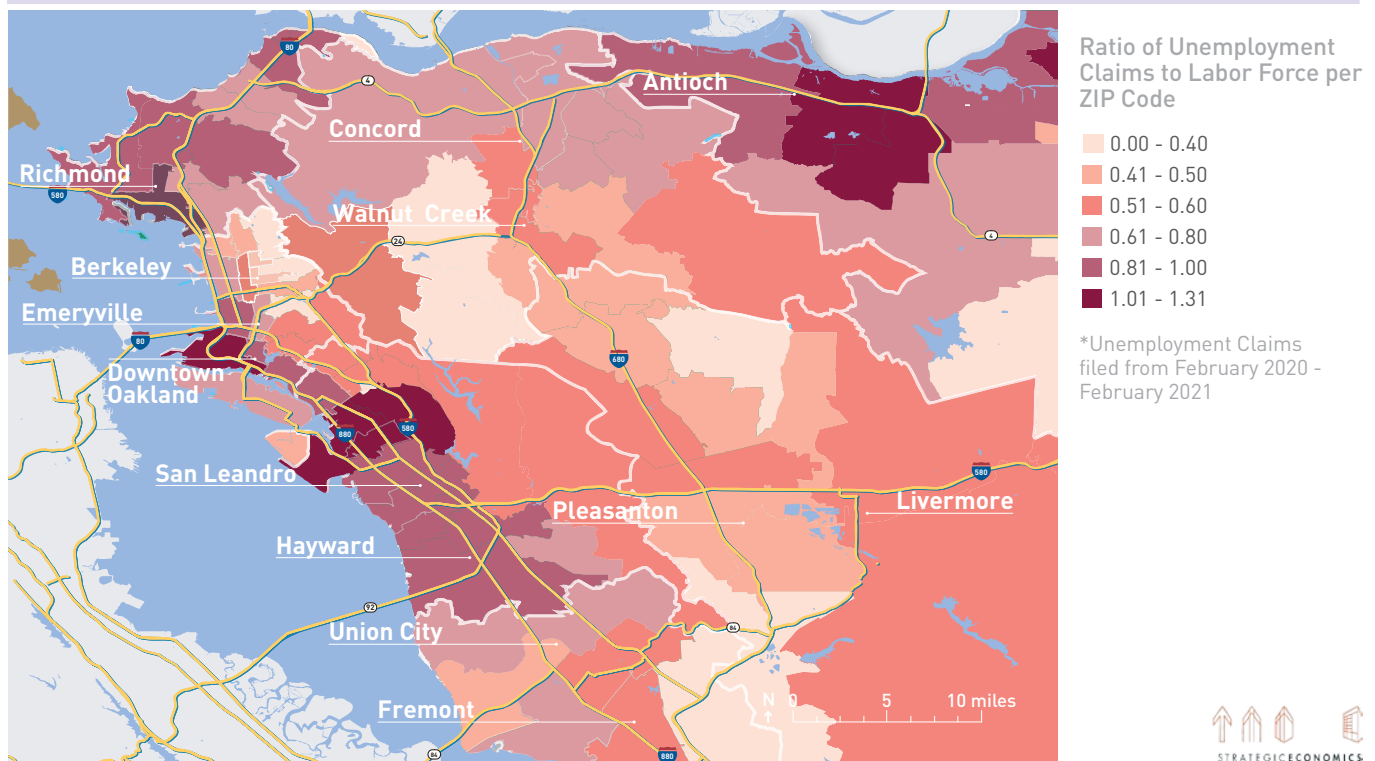 Ratio of Unemployment
Claims to Labor Force per
ZIP Code
0.00 - 0.40
0.41 - 0.50
0.51 - 0.60
0.61 - 0.80
0.81 - 1.00
1.01 - 1.31
*Unemployment Claims
filed from February 2020 -
February 2021
80
4
Antioch
Concord
Richmond
580
Walnut Creek
24
4
Berkeley
Emeryville
80
680
Downtown
Oakland
880
580
San Leandro
580
Livermore
Pleasanton
Hayward
92
Union City
84
N 0 5 10 miles
Fremont
84
880
STRATEGICECONOMICS